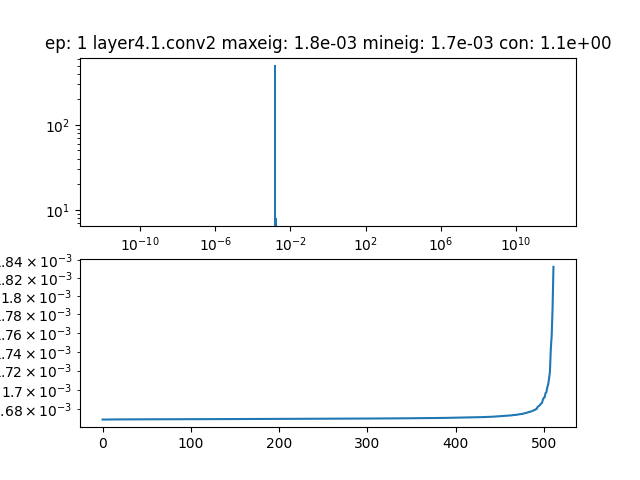 ep: 1 layer4.1.conv2 maxeig: 1.8e-03 mineig: 1.7e-03 con: 1.1e+00
10²
10¹
10⁻¹⁰ 10⁻⁶ 10⁻² 10² 10⁶ 10¹⁰
.84 × 10⁻³
.82 × 10⁻³
1.8 × 10⁻³
.78 × 10⁻³
.76 × 10⁻³
.74 × 10⁻³
.72 × 10⁻³
1.7 × 10⁻³
.68 × 10⁻³
0 100 200 300 400 500